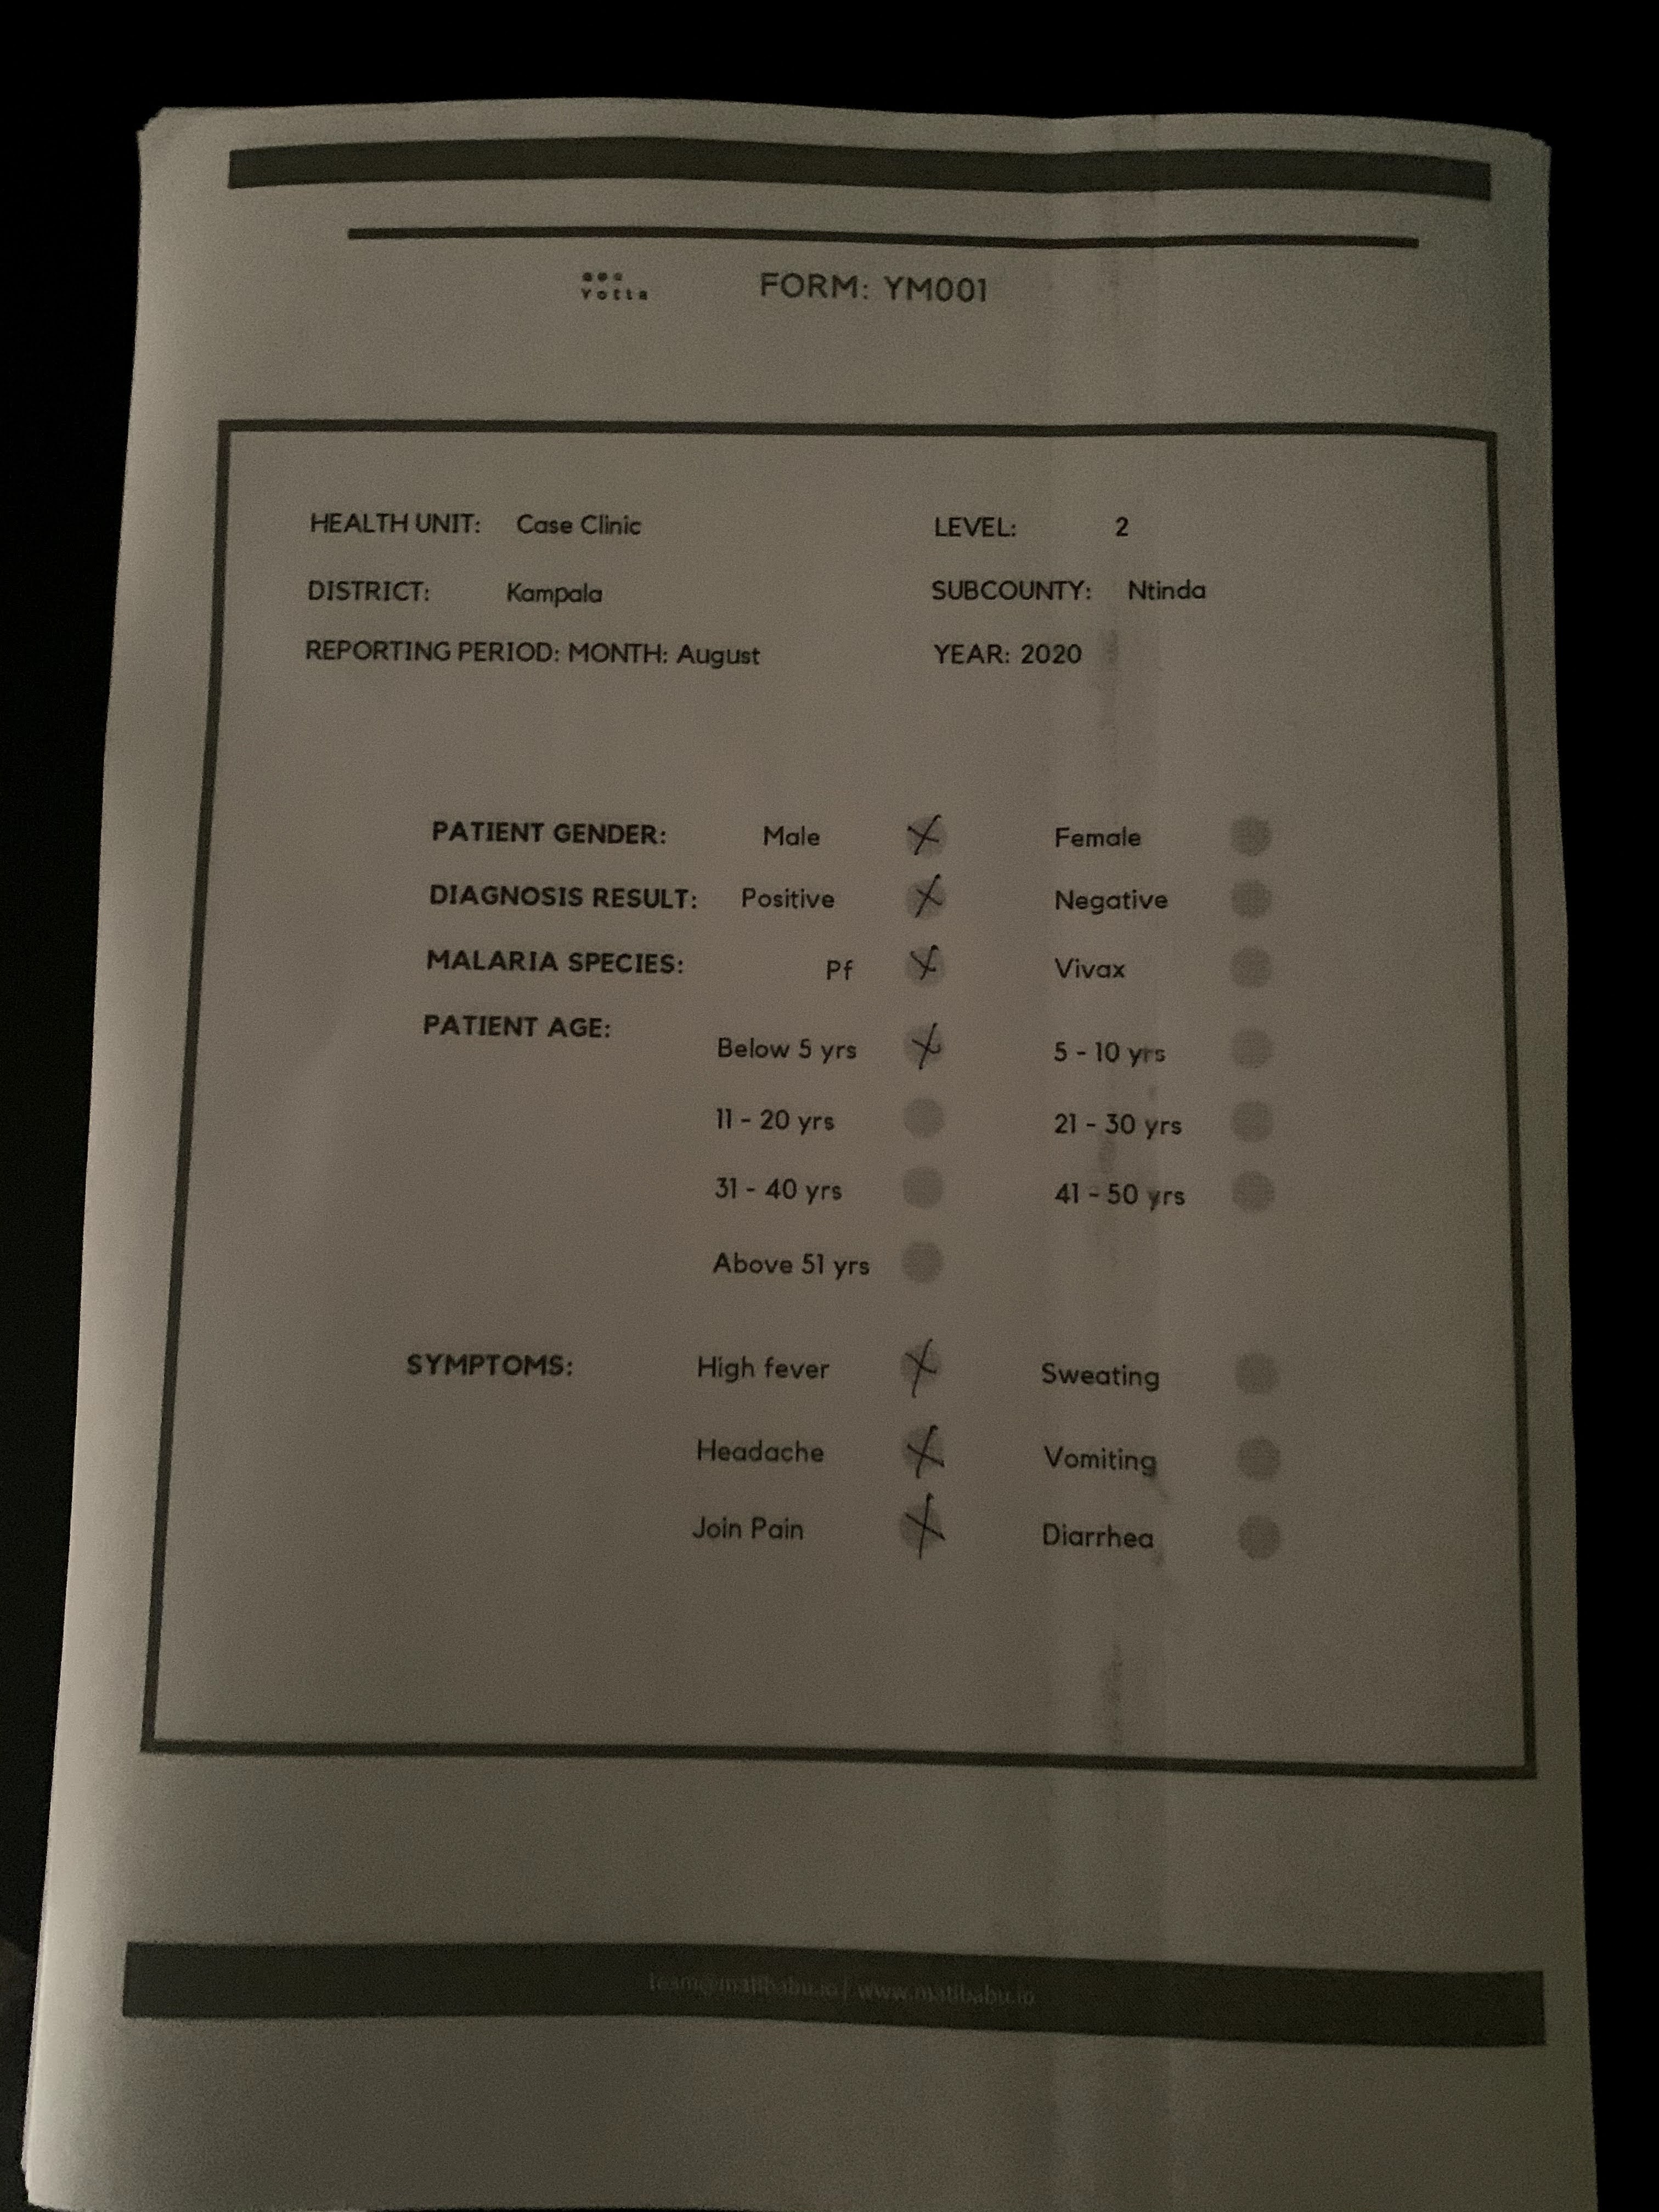 Yotta FORM: YM001
HEALTH UNIT: Case Clinic LEVEL: 2
DISTRICT: Kampala SUBCOUNTY: Ntinda
REPORTING PERIOD: MONTH: August YEAR: 2020
PATIENT GENDER: Male Female
DIAGNOSIS RESULT: Positive Negative
MALARIA SPECIES: Pf Vivax
PATIENT AGE:
Below 5 yrs 5 - 10 yrs
11 - 20 yrs 21 - 30 yrs
31 - 40 yrs 41 - 50 yrs
Above 51 yrs
SYMPTOMS: High fever Sweating
Headache Vomiting
Join Pain Diarrhea
team@matibabu.io | www.matibabu.io